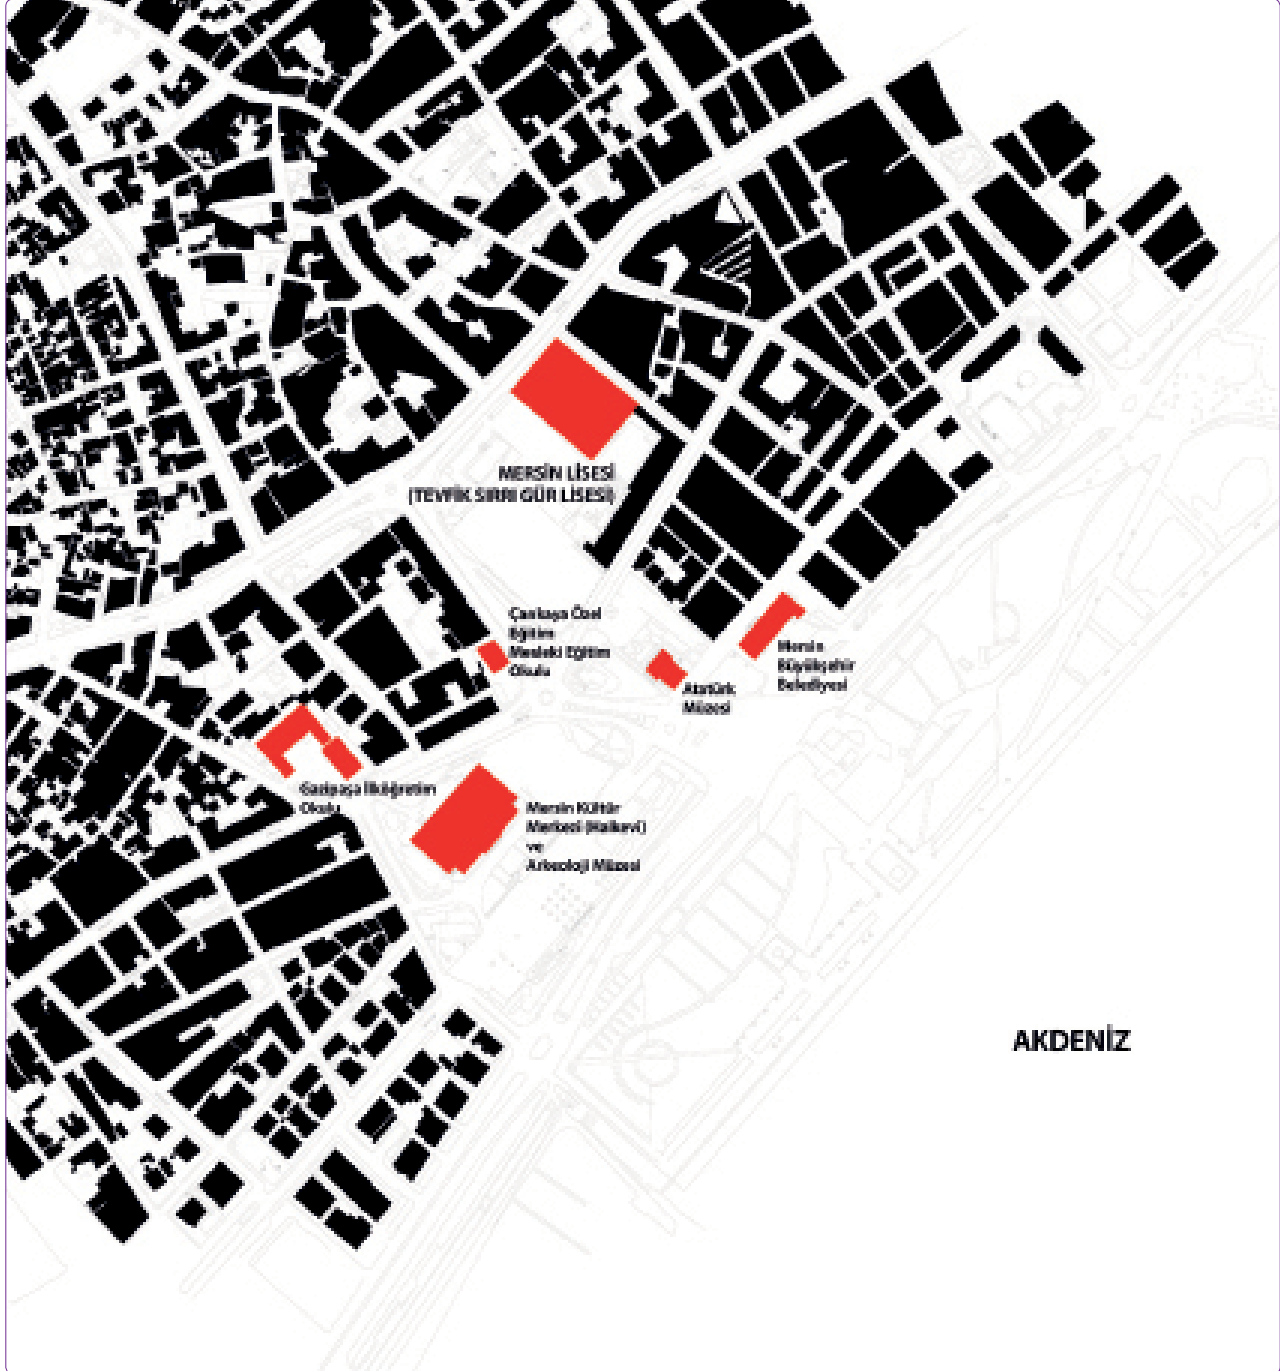 MERSİN LİSESİ
(TEVFİK SIRRI GÜR LİSESİ)
Çankaya Özel
Eğitim
Mesleki Eğitim
Okulu
Mersin
Büyükşehir
Belediyesi
Atatürk
Müzesi
Gazipaşa İlköğretim
Okulu
Mersin Kültür
Merkezi (Halkevi)
ve
Arkeoloji Müzesi
AKDENİZ